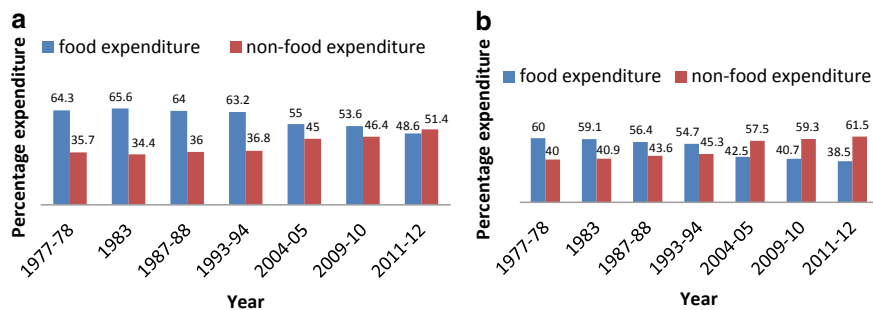 a
food expenditure non-food expenditure
Percentage expenditure
64.3 35.7 65.6 34.4 64 36 63.2 36.8 55 45 53.6 46.4 48.6 51.4
1977-78 1983 1987-88 1993-94 2004-05 2009-10 2011-12
Year
b
food expenditure non-food expenditure
Percentage expenditure
60 40 59.1 40.9 56.4 43.6 54.7 45.3 42.5 57.5 40.7 59.3 38.5 61.5
1977-78 1983 1987-88 1993-94 2004-05 2009-10 2011-12
Year